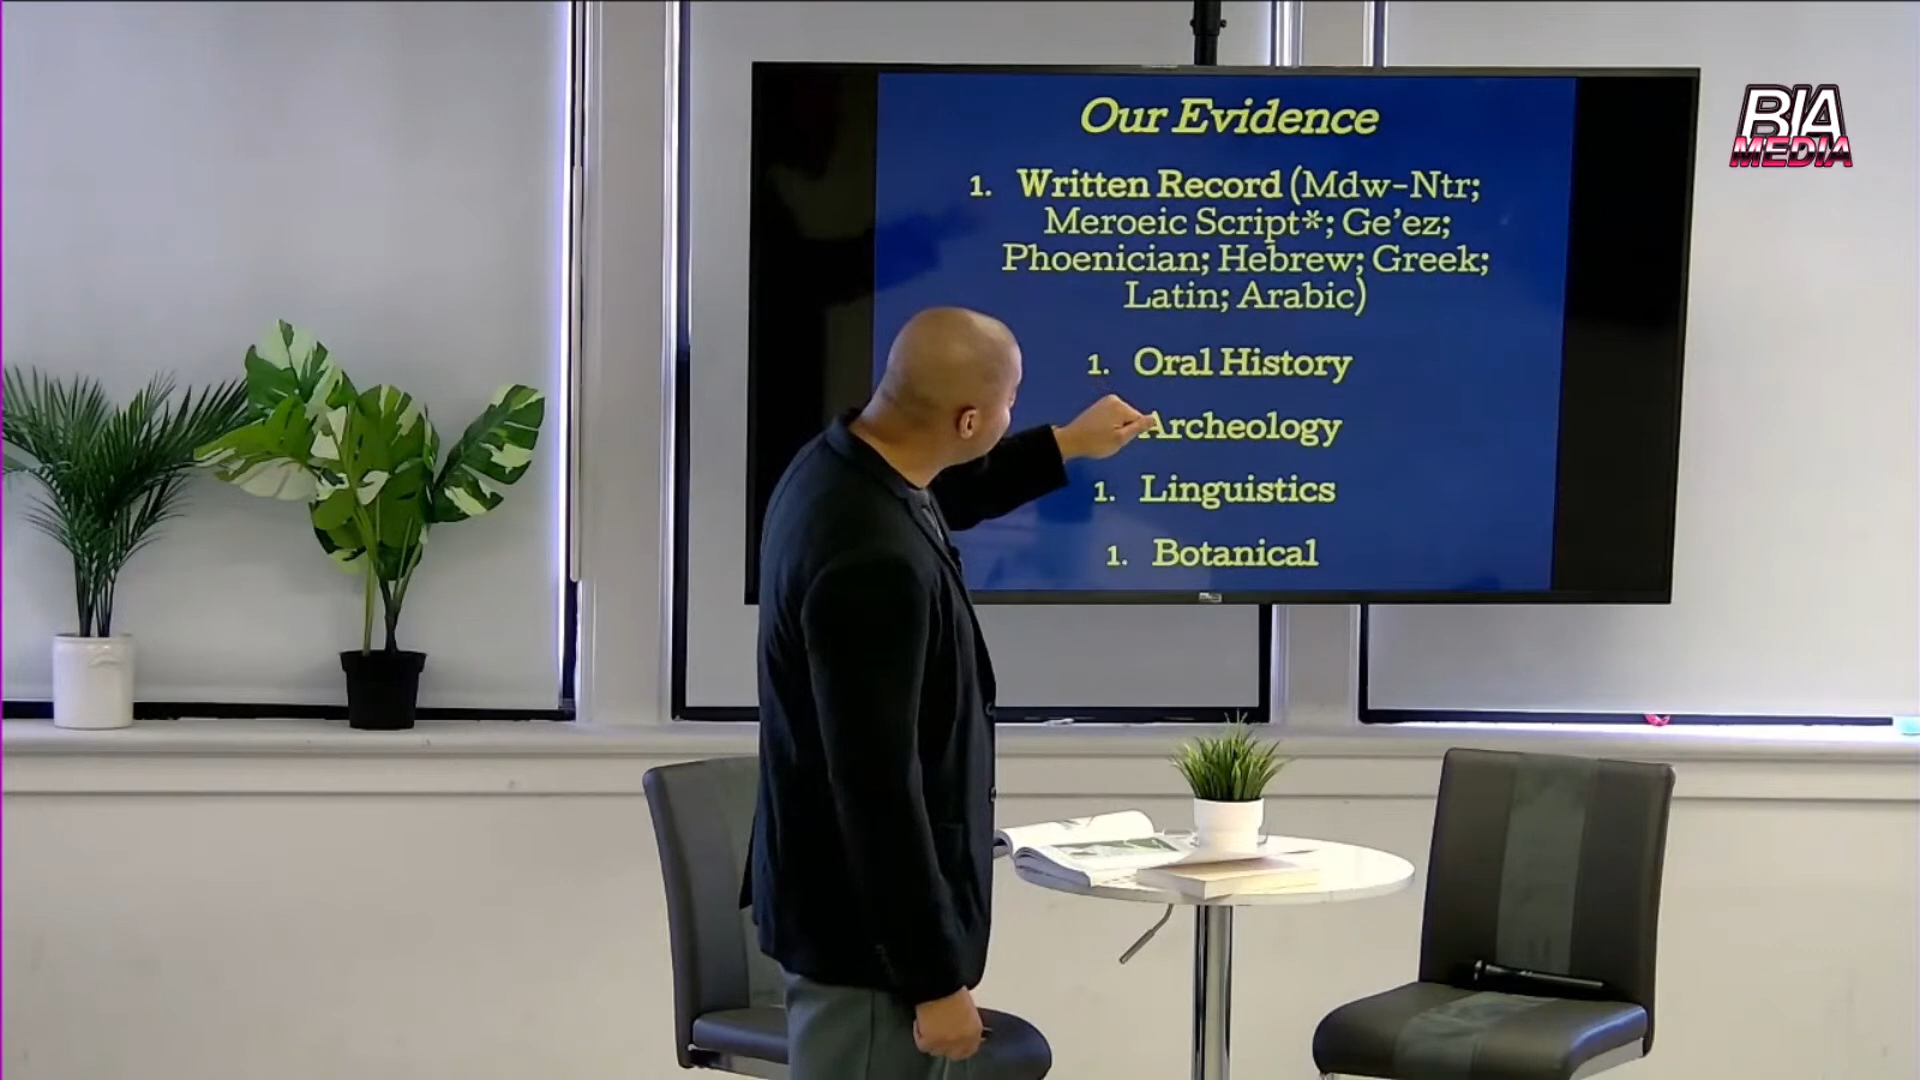 Our Evidence
1. Written Record (Mdw-Ntr;
Meroeic Script*; Ge'ez;
Phoenician; Hebrew; Greek;
Latin; Arabic)
1. Oral History
Archeology
1. Linguistics
1. Botanical
BIA
MEDIA